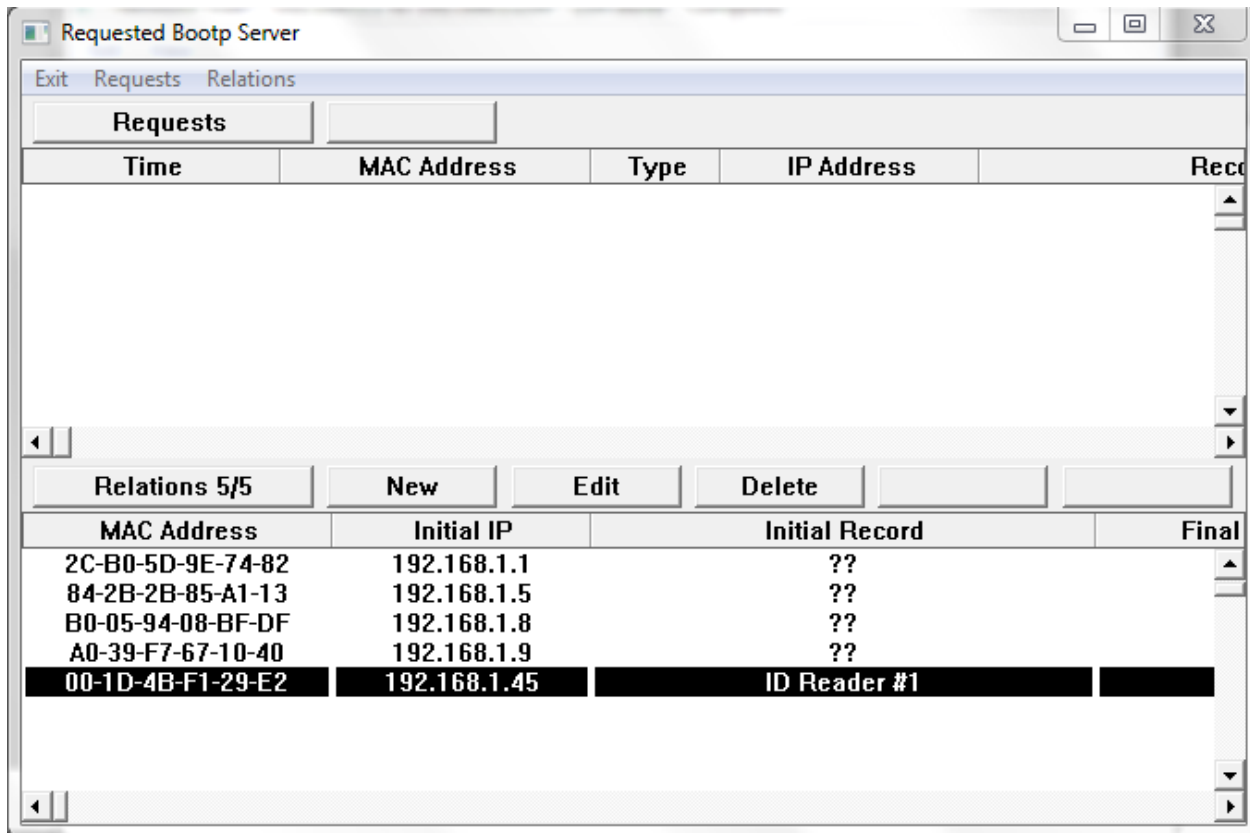 Requested Bootp Server
Exit Requests Relations
Requests
Time MAC Address Type IP Address Reco
Relations 5/5 New Edit Delete
MAC Address Initial IP Initial Record Final
2C-B0-5D-9E-74-82 192.168.1.1 ??
84-2B-2B-85-A1-13 192.168.1.5 ??
B0-05-94-08-BF-DF 192.168.1.8 ??
A0-39-F7-67-10-40 192.168.1.9 ??
00-1D-4B-F1-29-E2 192.168.1.45 ID Reader #1